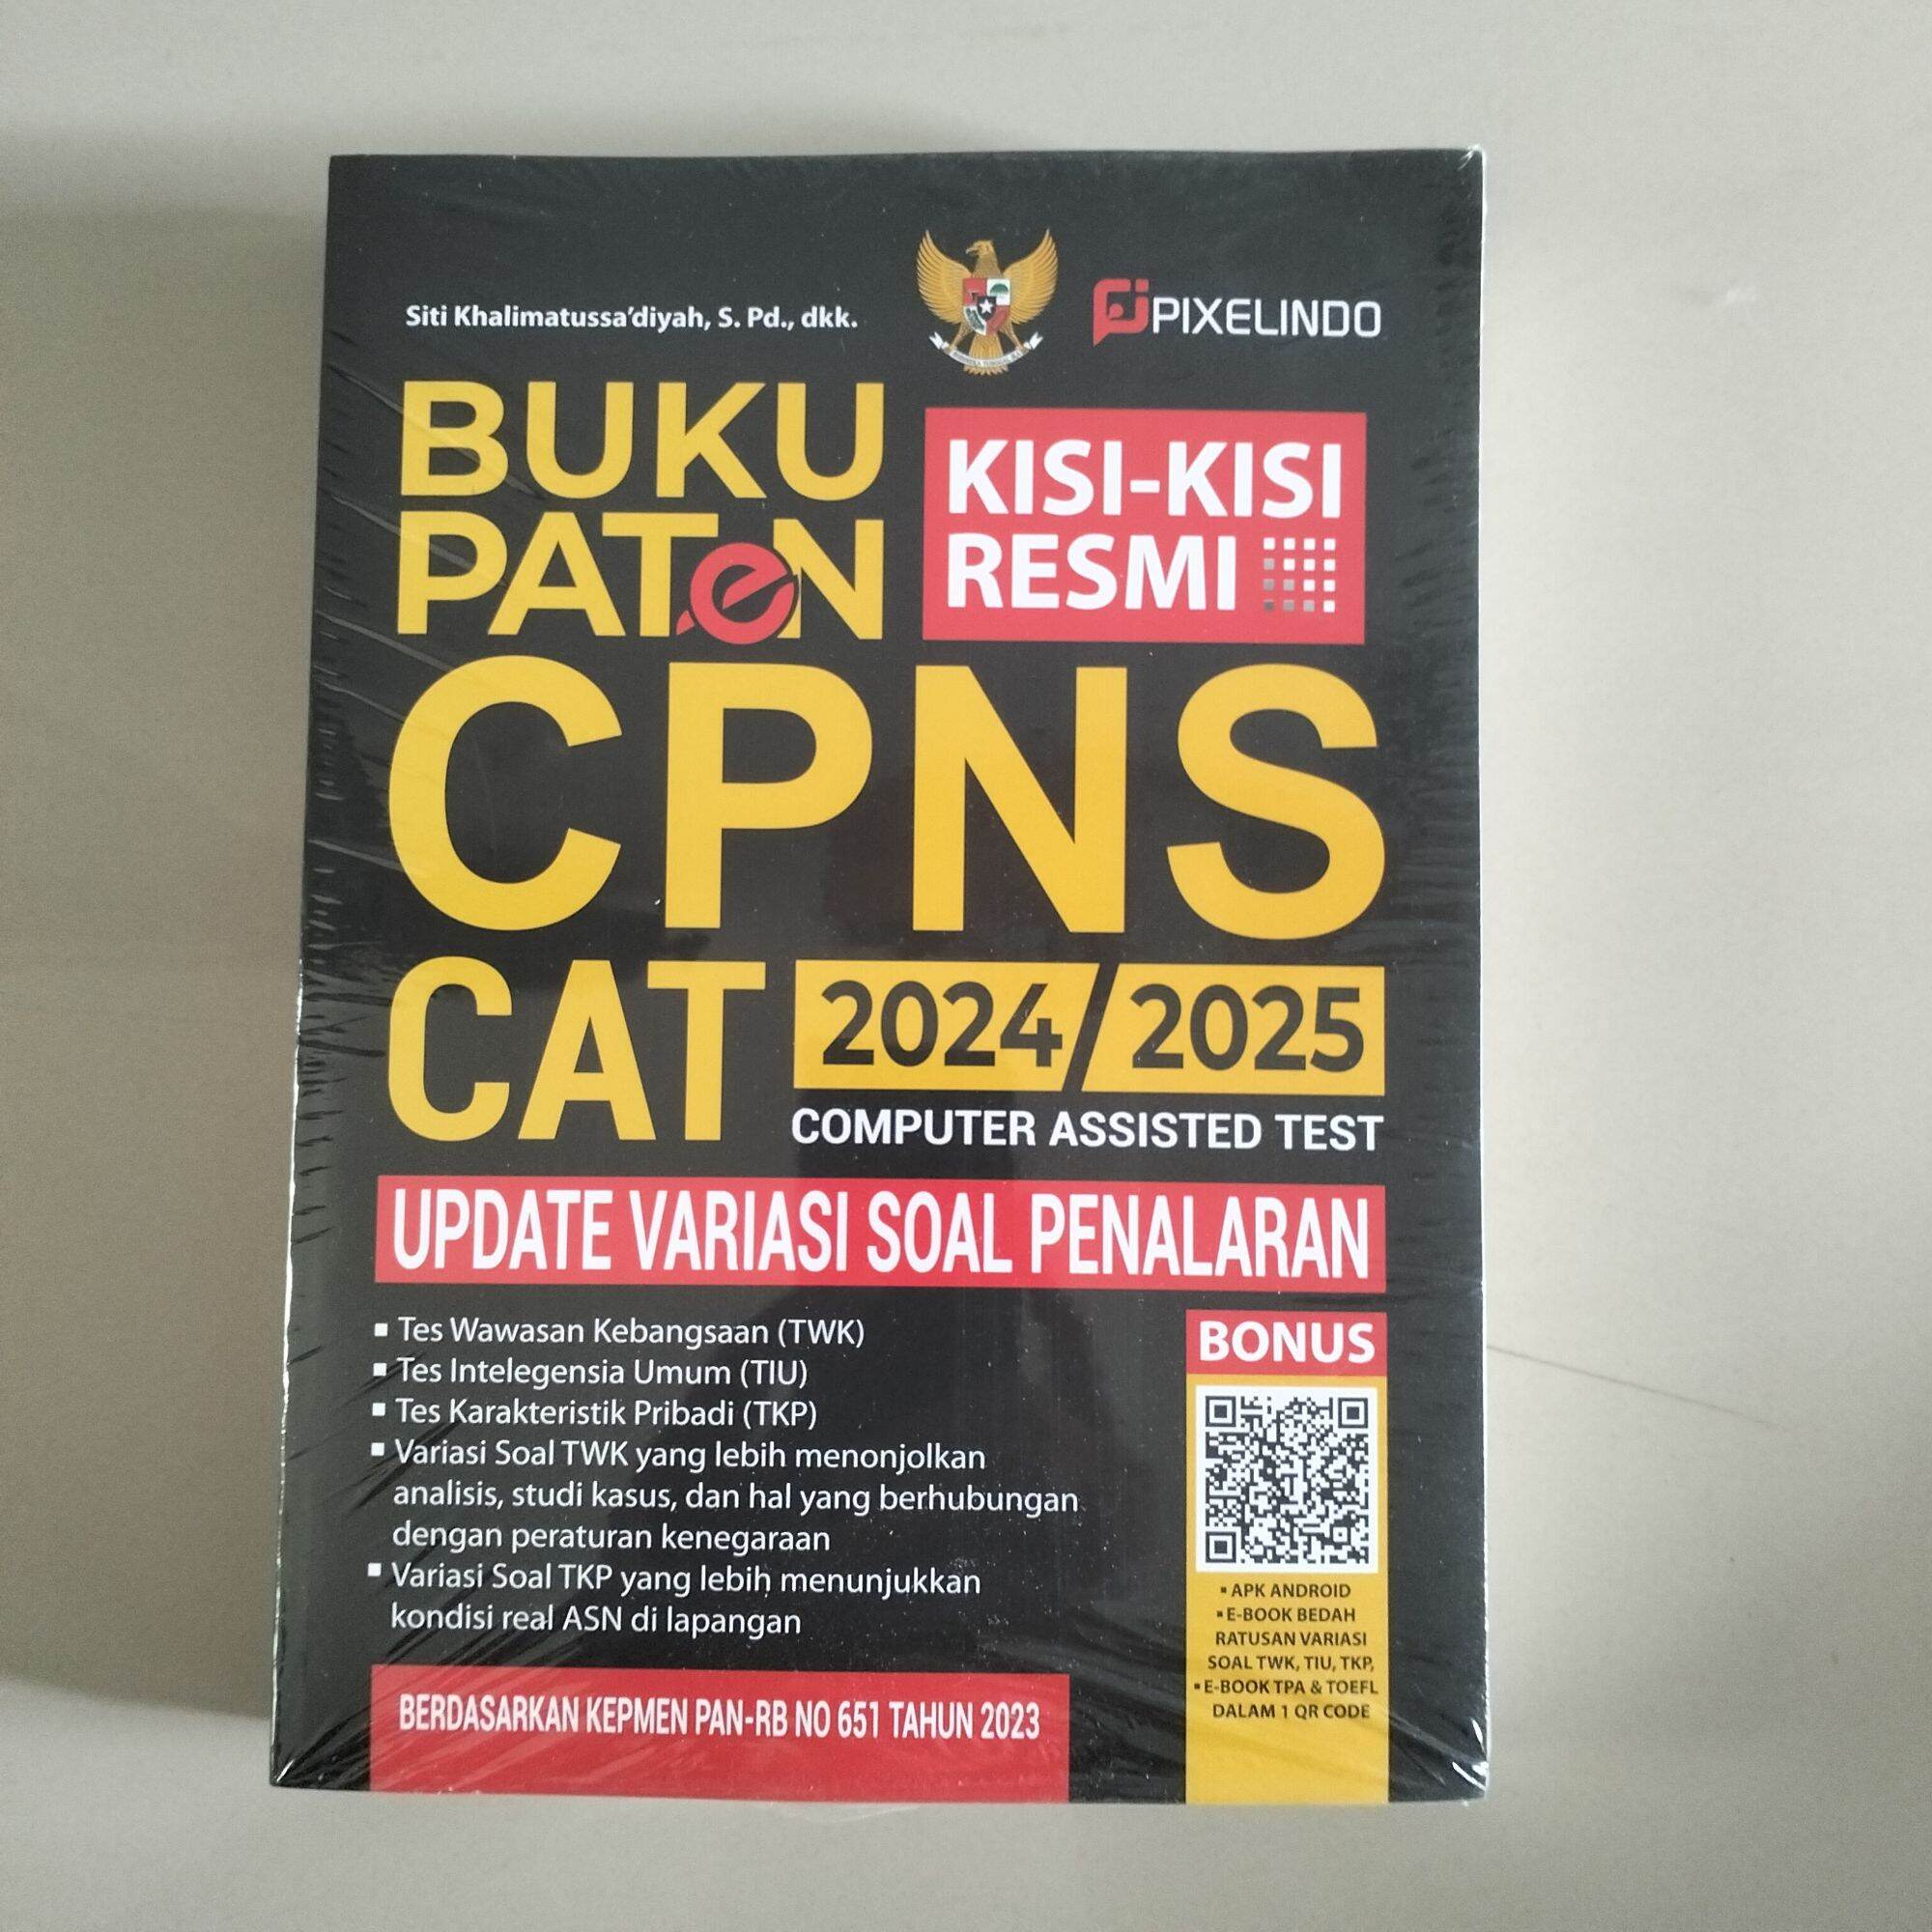 Siti Khalimatussa'diyah, S. Pd., dkk.
PIXELINDO
BUKU
PATeN
KISI-KISI
RESMI
CPNS
CAT
2024/2025
COMPUTER ASSISTED TEST
UPDATE VARIASI SOAL PENALARAN
▪ Tes Wawasan Kebangsaan (TWK)
▪ Tes Intelegensia Umum (TIU)
▪ Tes Karakteristik Pribadi (TKP)
▪ Variasi Soal TWK yang lebih menonjolkan
analisis, studi kasus, dan hal yang berhubungan
dengan peraturan kenegaraan
▪ Variasi Soal TKP yang lebih menunjukkan
kondisi real ASN di lapangan
BERDASARKAN KEPMEN PAN-RB NO 651 TAHUN 2023
BONUS
▪ APK ANDROID
▪ E-BOOK BEDAH
RATUSAN VARIASI
SOAL TWK, TIU, TKP,
▪ E-BOOK TPA & TOEFL
DALAM 1 QR CODE